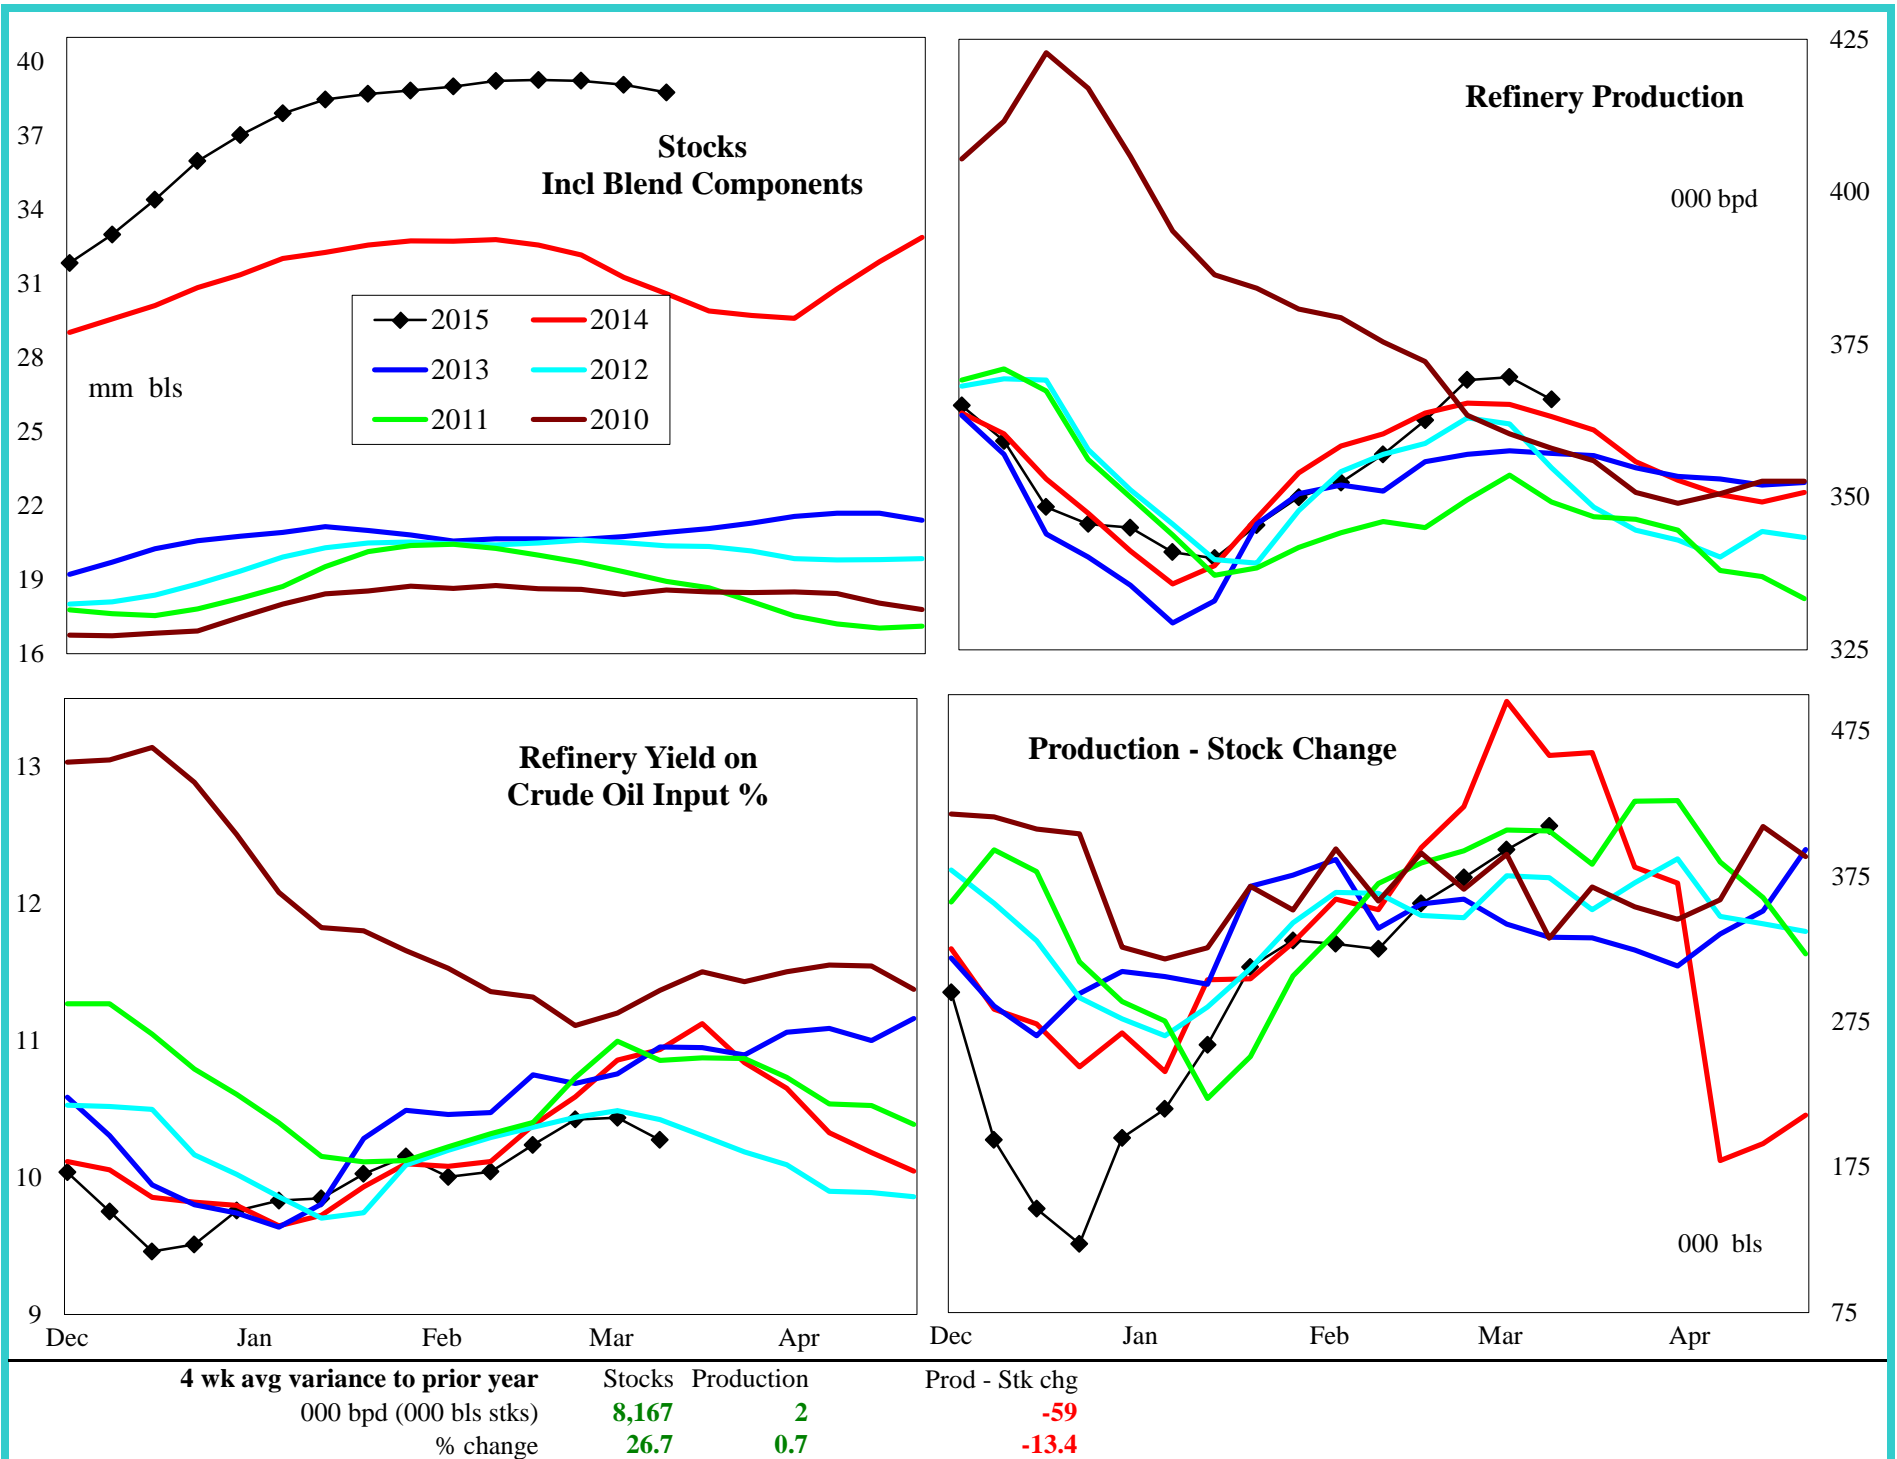 40
37
34
31
28
25
22
19
16
Stocks
Incl Blend Components
mm bls
2015 2014
2013 2012
2011 2010
Refinery Production
000 bpd
425
400
375
350
325
13
12
11
10
9
Refinery Yield on
Crude Oil Input %
Dec Jan Feb Mar Apr
Production - Stock Change
000 bls
475
375
275
175
75
Dec Jan Feb Mar Apr
4 wk avg variance to prior year Stocks Production Prod - Stk chg
000 bpd (000 bls stks) 8,167 2 -59
% change 26.7 0.7 -13.4